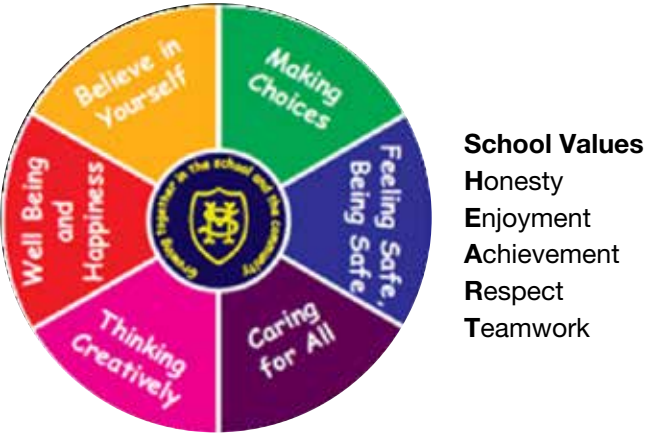 Believe in
Yourself
Making
Choices
Feeling Safe,
Being Safe
Caring
for All
Thinking
Creatively
Well Being
and
Happiness
Growing together in the school and the community
School Values
Honesty
Enjoyment
Achievement
Respect
Teamwork